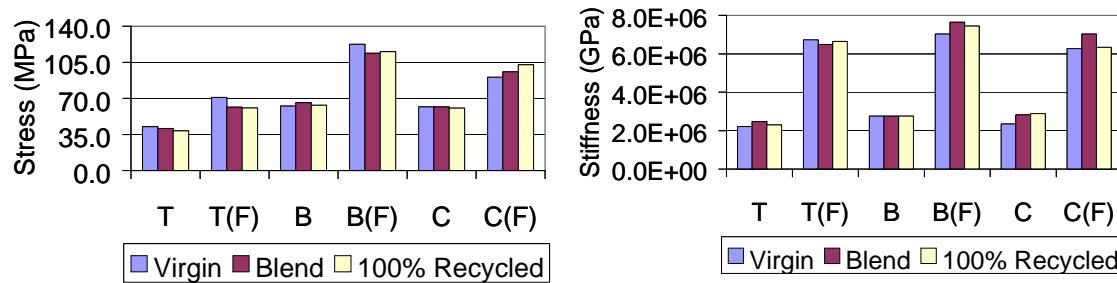 Stress (MPa)
140.0
105.0
70.0
35.0
0.0
T T(F) B B(F) C C(F)
Virgin Blend 100% Recycled
Stiffness (GPa)
8.0E+06
6.0E+06
4.0E+06
2.0E+06
0.0E+00
T T(F) B B(F) C C(F)
Virgin Blend 100% Recycled